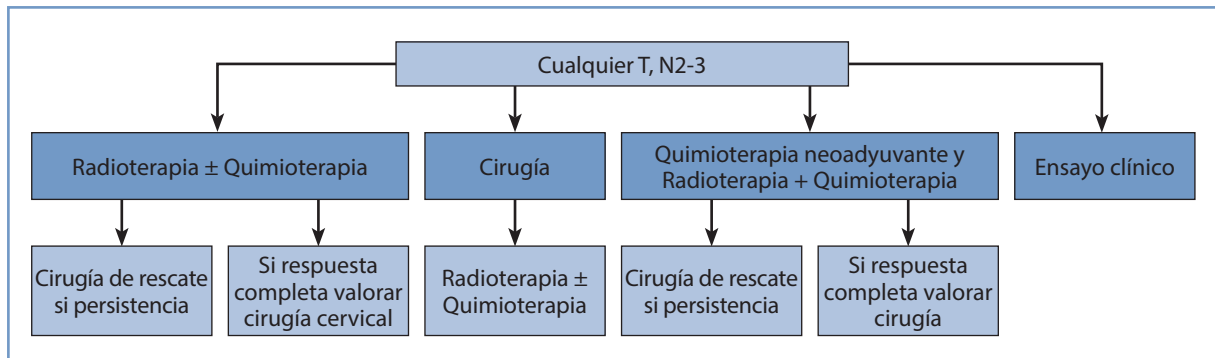 Cualquier T, N2-3
Radioterapia ± Quimioterapia
Cirugía
Quimioterapia neoadyuvante y
Radioterapia + Quimioterapia
Ensayo clínico
Cirugía de rescate
si persistencia
Si respuesta
completa valorar
cirugía cervical
Radioterapia ±
Quimioterapia
Cirugía de rescate
si persistencia
Si respuesta
completa valorar
cirugía